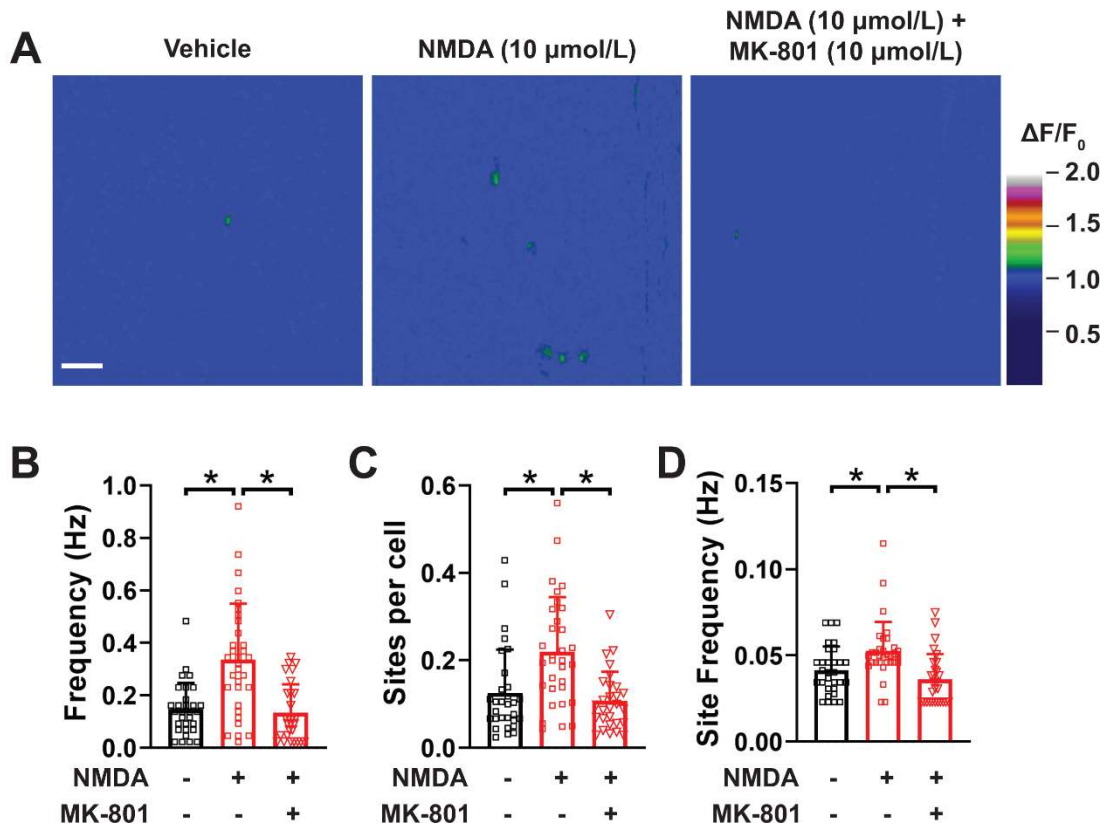 A
Vehicle
NMDA (10 µmol/L)
NMDA (10 µmol/L) +
MK-801 (10 µmol/L)
ΔF/F0
2.0
1.5
1.0
0.5
B
Frequency (Hz)
1.0
0.8
0.6
0.4
0.2
0.0
* *
NMDA - + +
MK-801 - - +
C
Sites per cell
0.6
0.4
0.2
0.0
* *
- + +
- - +
D
Site Frequency (Hz)
0.15
0.10
0.05
0.00
* *
NMDA - + +
MK-801 - - +